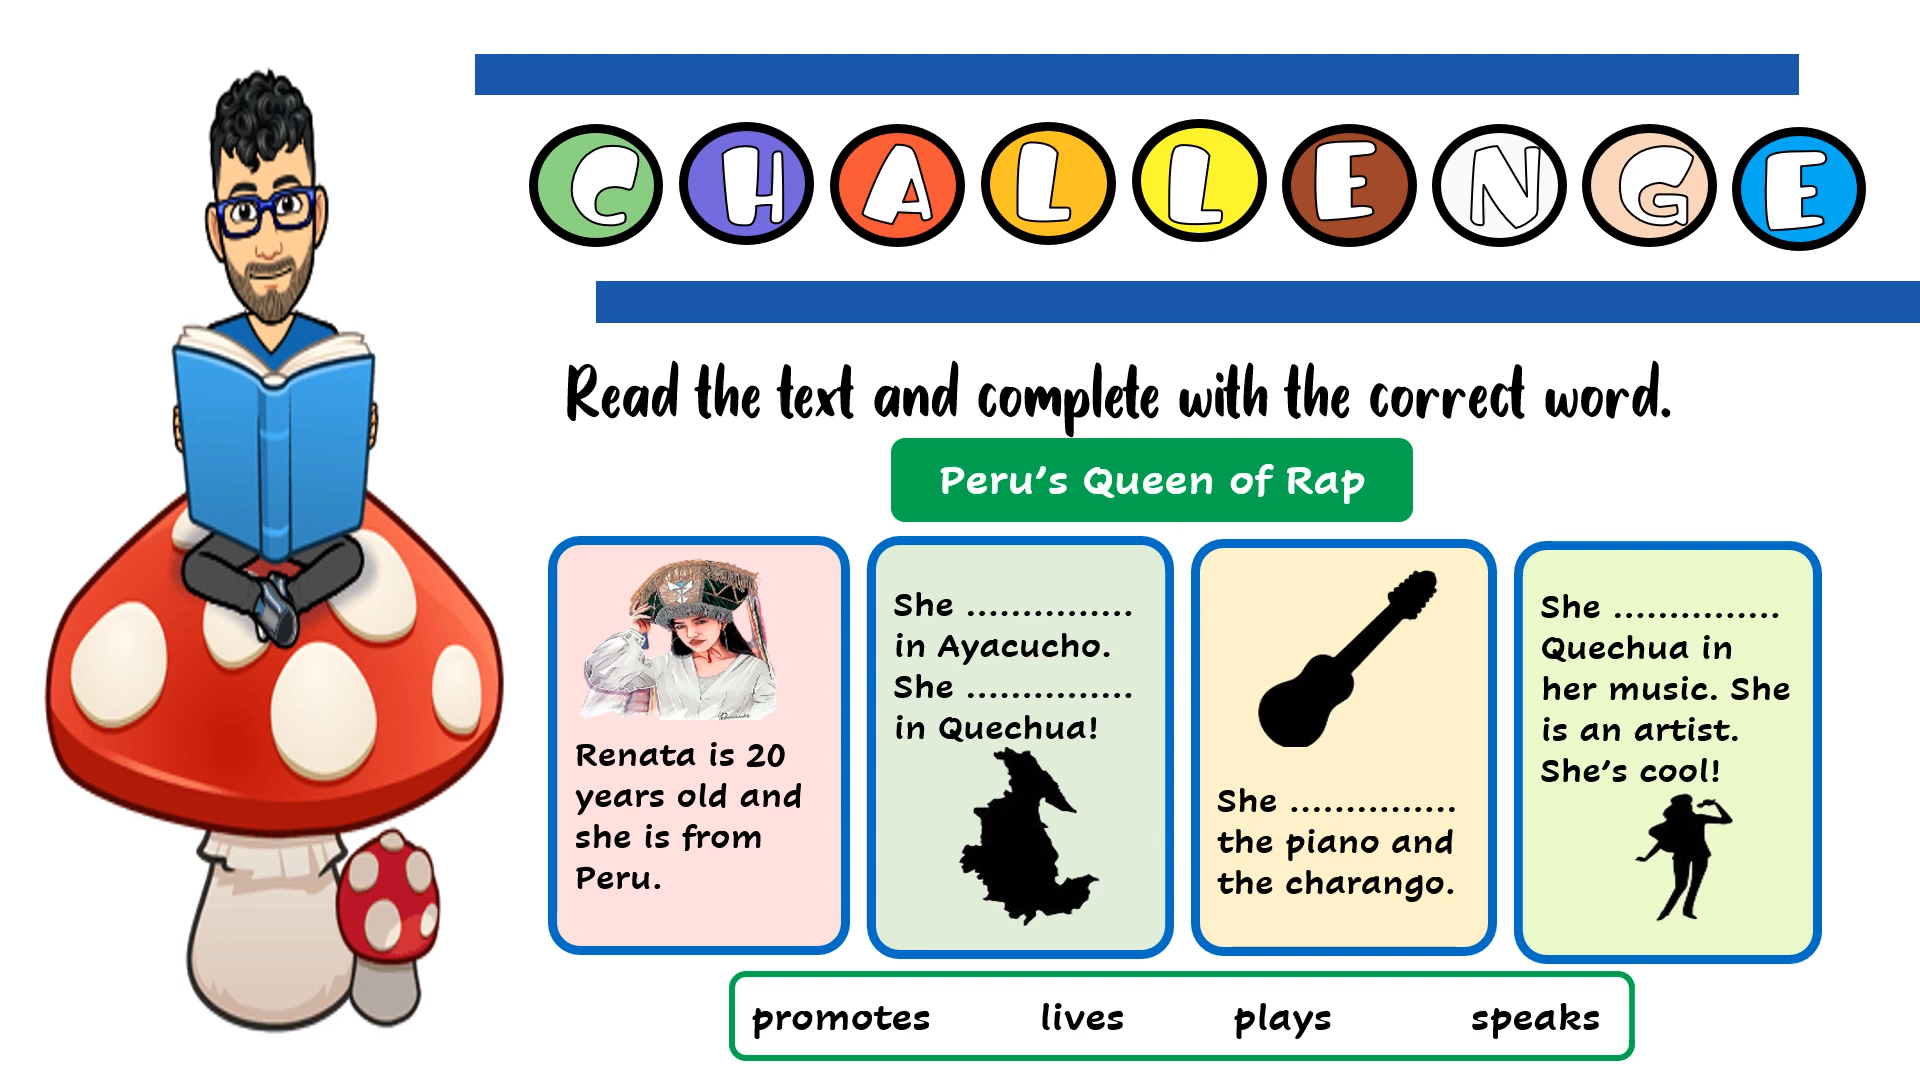 CHALLENGE
Read the text and complete with the correct word.
Peru's Queen of Rap
Renata is 20
years old and
she is from
Peru.
She ...............
in Ayacucho.
She ...............
in Quechua!
She ...............
the piano and
the charango.
She ...............
Quechua in
her music. She
is an artist.
She's cool!
promotes lives plays speaks